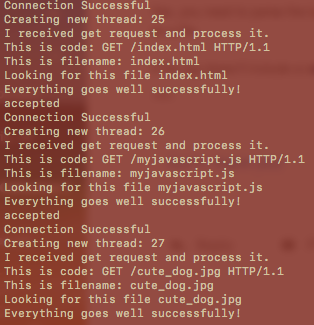 Connection Successful
Creating new thread: 25
I received get request and process it.
This is code: GET /index.html HTTP/1.1
This is filename: index.html
Looking for this file index.html
Everything goes well successfully!
accepted
Connection Successful
Creating new thread: 26
I received get request and process it.
This is code: GET /myjavascript.js HTTP/1.1
This is filename: myjavascript.js
Looking for this file myjavascript.js
Everything goes well successfully!
accepted
Connection Successful
Creating new thread: 27
I received get request and process it.
This is code: GET /cute_dog.jpg HTTP/1.1
This is filename: cute_dog.jpg
Looking for this file cute_dog.jpg
Everything goes well successfully!